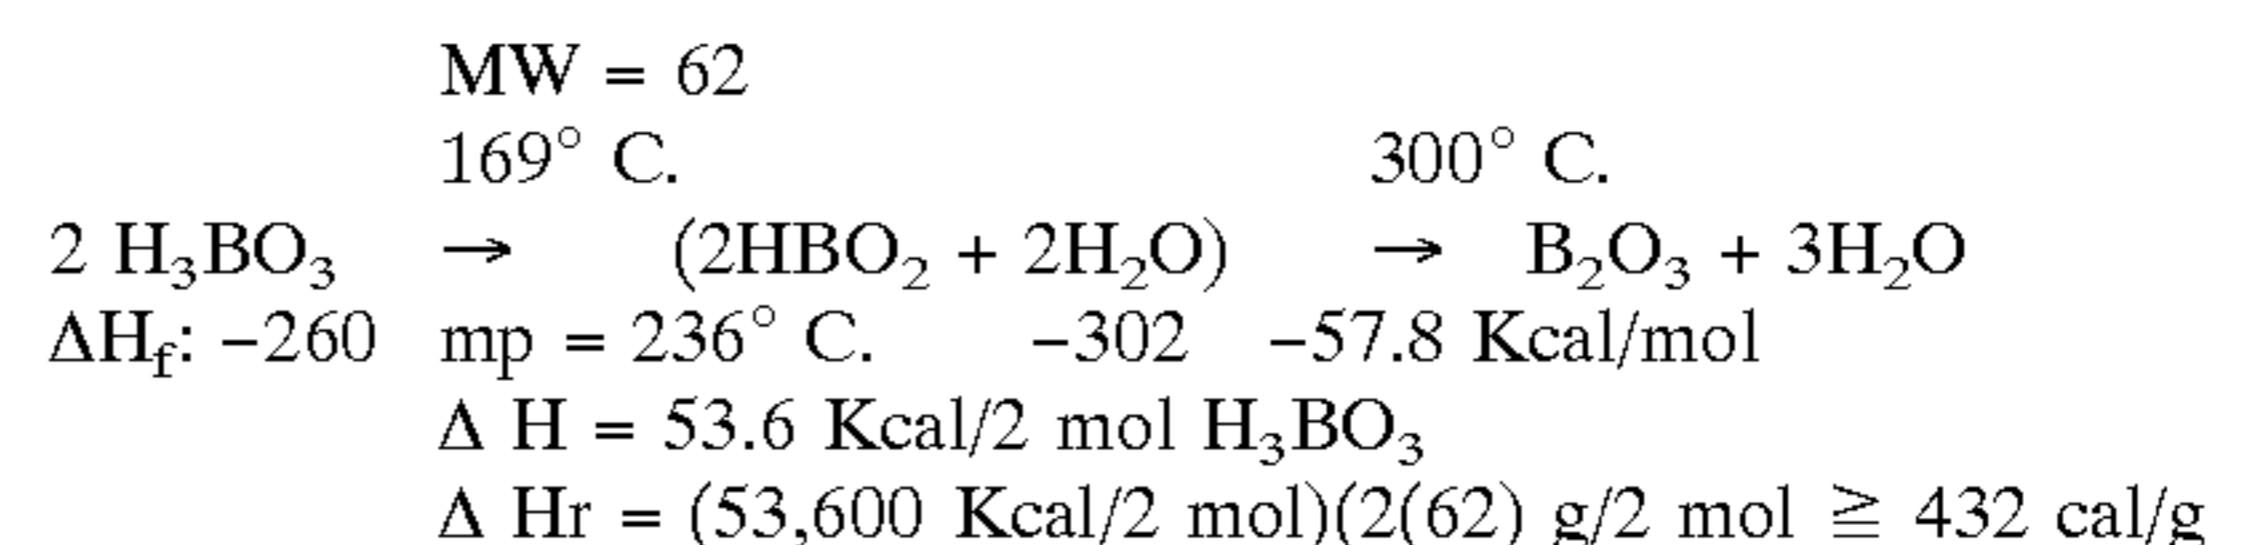 MW = 62
169° C. 300° C.
2 H₃BO₃ → (2HBO₂ + 2H₂O) → B₂O₃ + 3H₂O
ΔH_f: −260 mp = 236° C. −302 −57.8 Kcal/mol
Δ H = 53.6 Kcal/2 mol H₃BO₃
Δ Hr = (53,600 Kcal/2 mol)(2(62) g/2 mol ≧ 432 cal/g